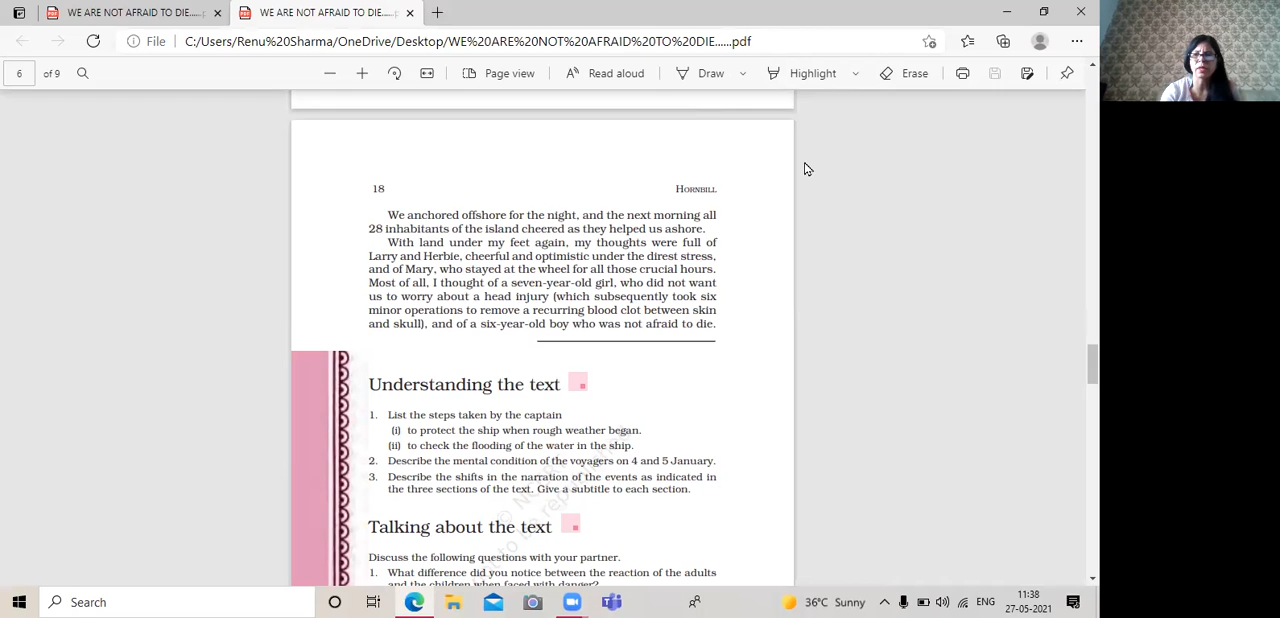 WE ARE NOT AFRAID TO DIE.....p
WE ARE NOT AFRAID TO DIE.....p
File
C:/Users/Renu%20Sharma/OneDrive/Desktop/WE%20ARE%20NOT%20AFRAID%20TO%20DIE......pdf
6 of 9
Page view
Read aloud
Draw
Highlight
Erase
18
HORNBILL
We anchored offshore for the night, and the next morning all
28 inhabitants of the island cheered as they helped us ashore.
With land under my feet again, my thoughts were full of
Larry and Herbie, cheerful and optimistic under the direst stress,
and of Mary, who stayed at the wheel for all those crucial hours.
Most of all, I thought of a seven-year-old girl, who did not want
us to worry about a head injury (which subsequently took six
minor operations to remove a recurring blood clot between skin
and skull), and of a six-year-old boy who was not afraid to die.
Understanding the text
1. List the steps taken by the captain
(i) to protect the ship when rough weather began.
(ii) to check the flooding of the water in the ship.
2. Describe the mental condition of the voyagers on 4 and 5 January.
3. Describe the shifts in the narration of the events as indicated in
the three sections of the text. Give a subtitle to each section.
Talking about the text
Discuss the following questions with your partner.
1. What difference did you notice between the reaction of the adults
and the children when faced with danger?
Search
36°C Sunny
ENG
11:38
27-05-2021